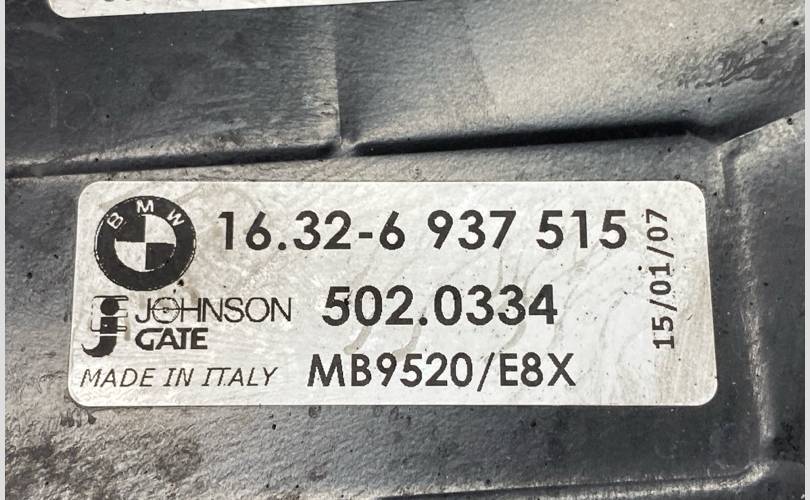 BMW
16.32-6 937 515
JOHNSON
GATE
502.0334
MADE IN ITALY
MB9520/E8X
15/01/07